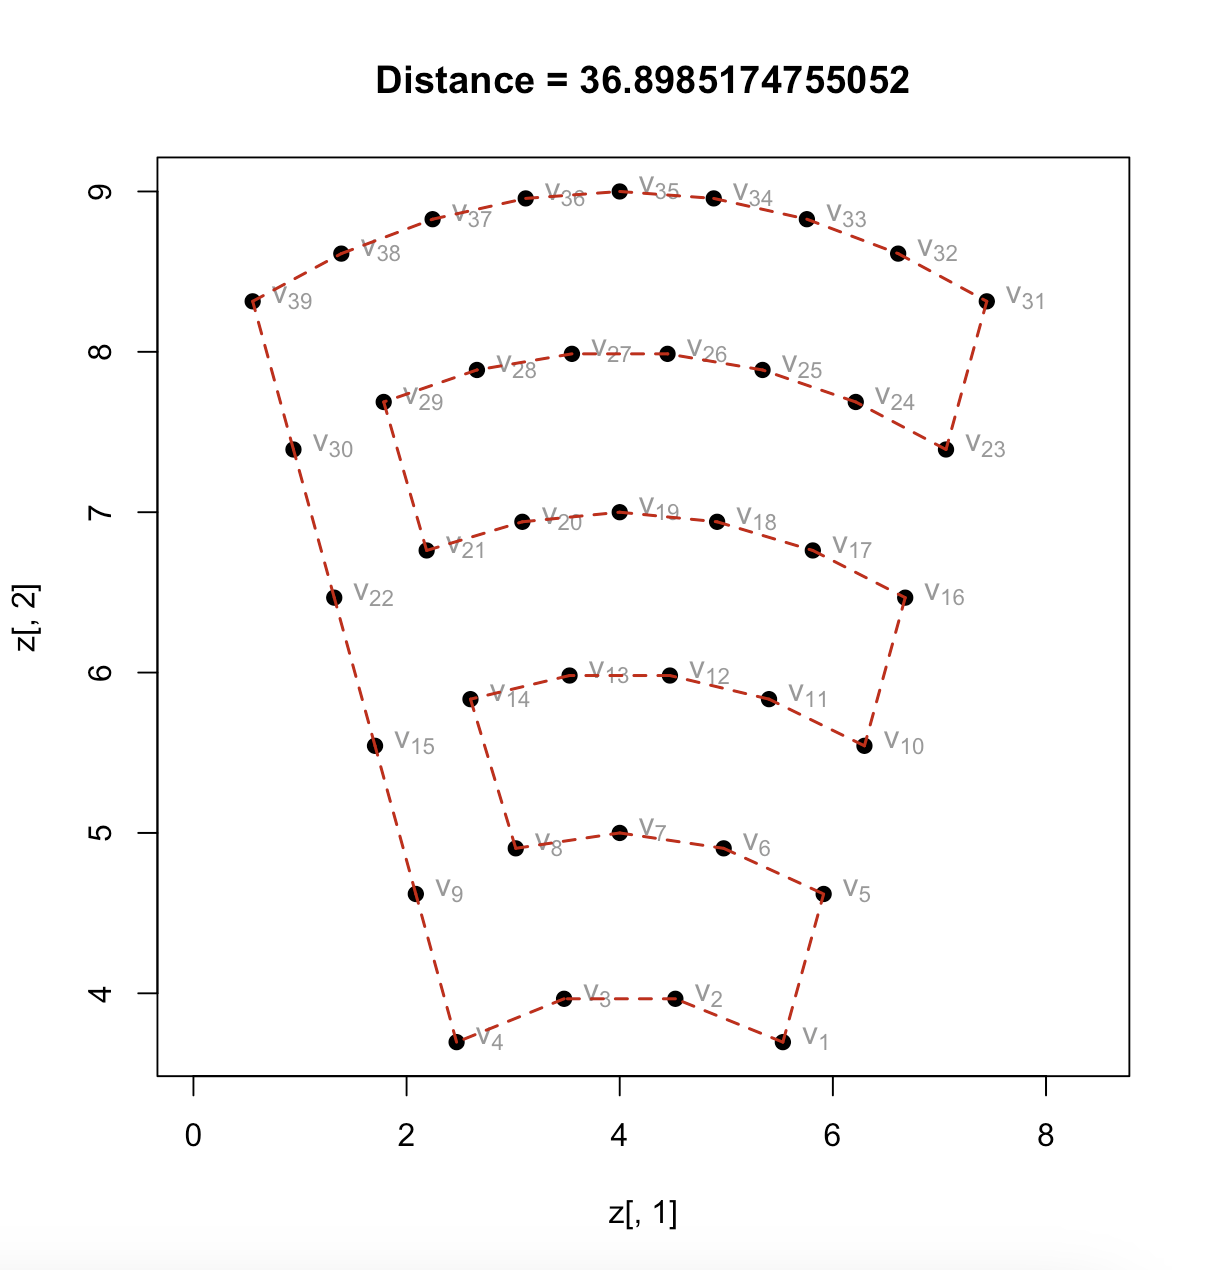 Distance = 36.8985174755052
9
v36 v35 v34
v37 v33
v38 v32
v39 v31
8
v28 v27 v26 v25
v29 v24
v30 v23
7
v20 v19 v18
v21 v17
v22 v16
z[, 2]
6
v14 v13 v12 v11
v15 v10
5
v8 v7 v6
v9 v5
4
v3 v2
v4 v1
0 2 4 6 8
z[, 1]